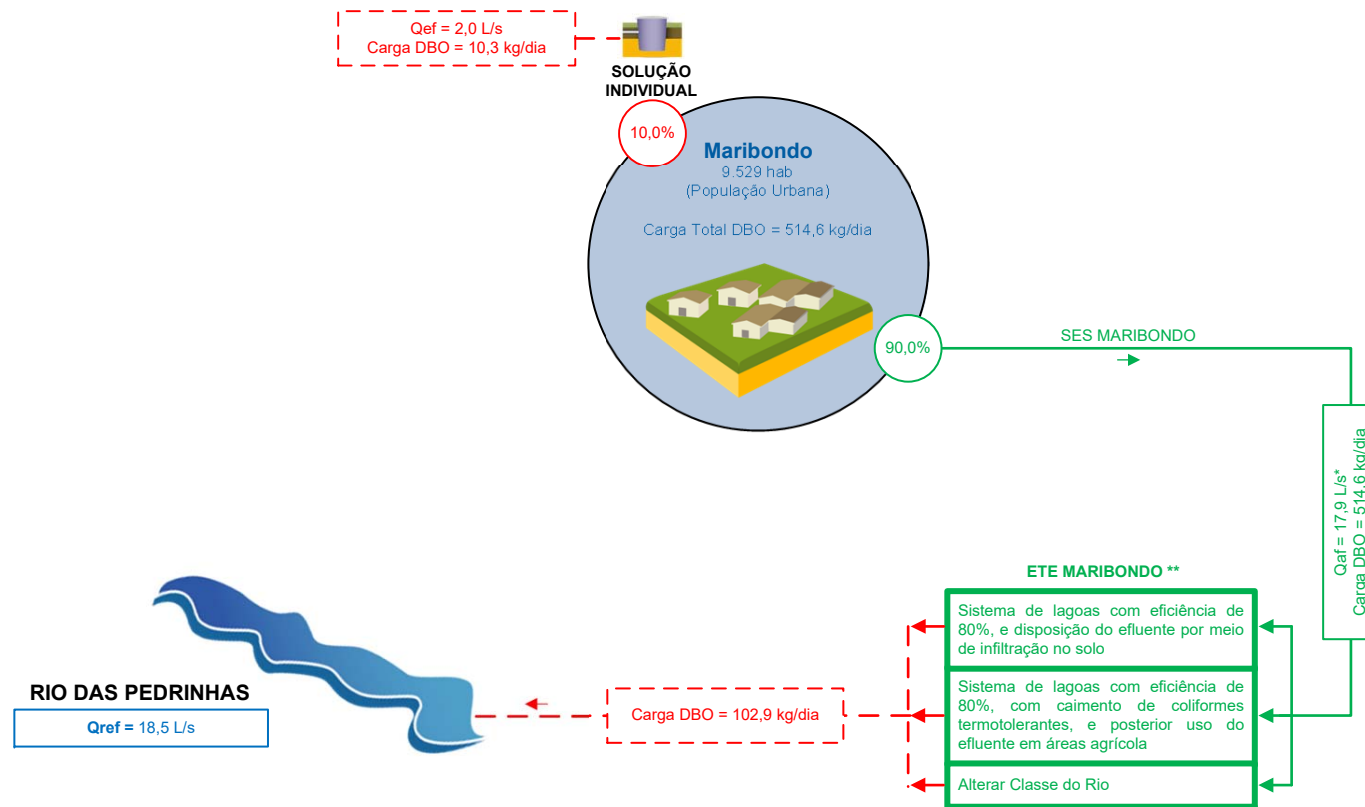 Qef = 2,0 L/s
Carga DBO = 10,3 kg/dia
SOLUÇÃO
INDIVIDUAL
10,0%
Maribondo
9.529 hab
(População Urbana)
Carga Total DBO = 514,6 kg/dia
90,0%
SES MARIBONDO
Qaf = 17,9 L/s*
Carga DBO = 514,6 kg/dia
ETE MARIBONDO **
Sistema de lagoas com eficiência de
80%, e disposição do efluente por meio
de infiltração no solo
Sistema de lagoas com eficiência de
80%, com caimento de coliformes
termotolerantes, e posterior uso do
efluente em áreas agrícola
Alterar Classe do Rio
Carga DBO = 102,9 kg/dia
RIO DAS PEDRINHAS
Qref = 18,5 L/s